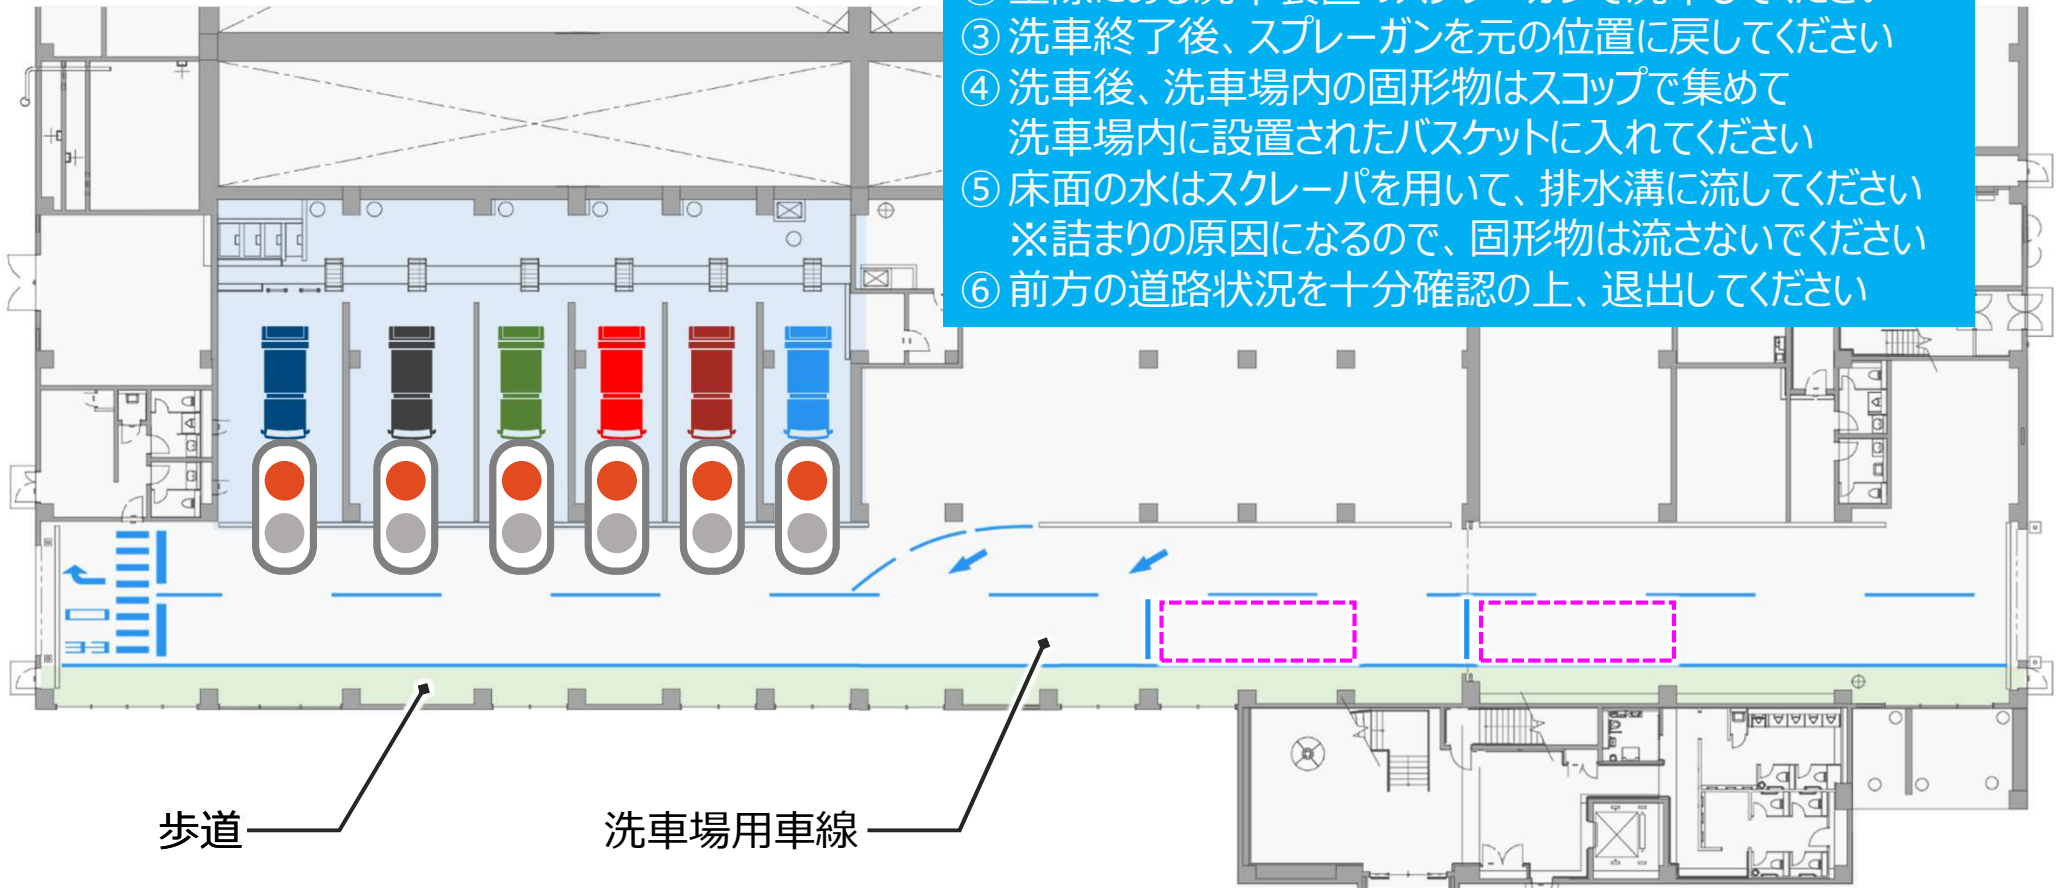 ③ 洗車終了後、スプレーガンを元の位置に戻してください
④ 洗車後、洗車場内の固形物はスコップで集めて
洗車場内に設置されたバスケットに入れてください
⑤ 床面の水はスクレーパを用いて、排水溝に流してください
※詰まりの原因になるので、固形物は流さないでください
⑥ 前方の道路状況を十分確認の上、退出してください
歩道
洗車場用車線